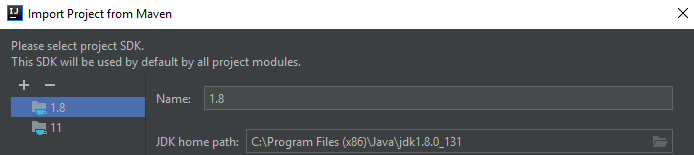 IJ
Import Project from Maven
Please select project SDK.
This SDK will be used by default by all project modules.
1.8
11
Name: 1.8
JDK home path: C:\Program Files (x86)\Java\jdk1.8.0_131